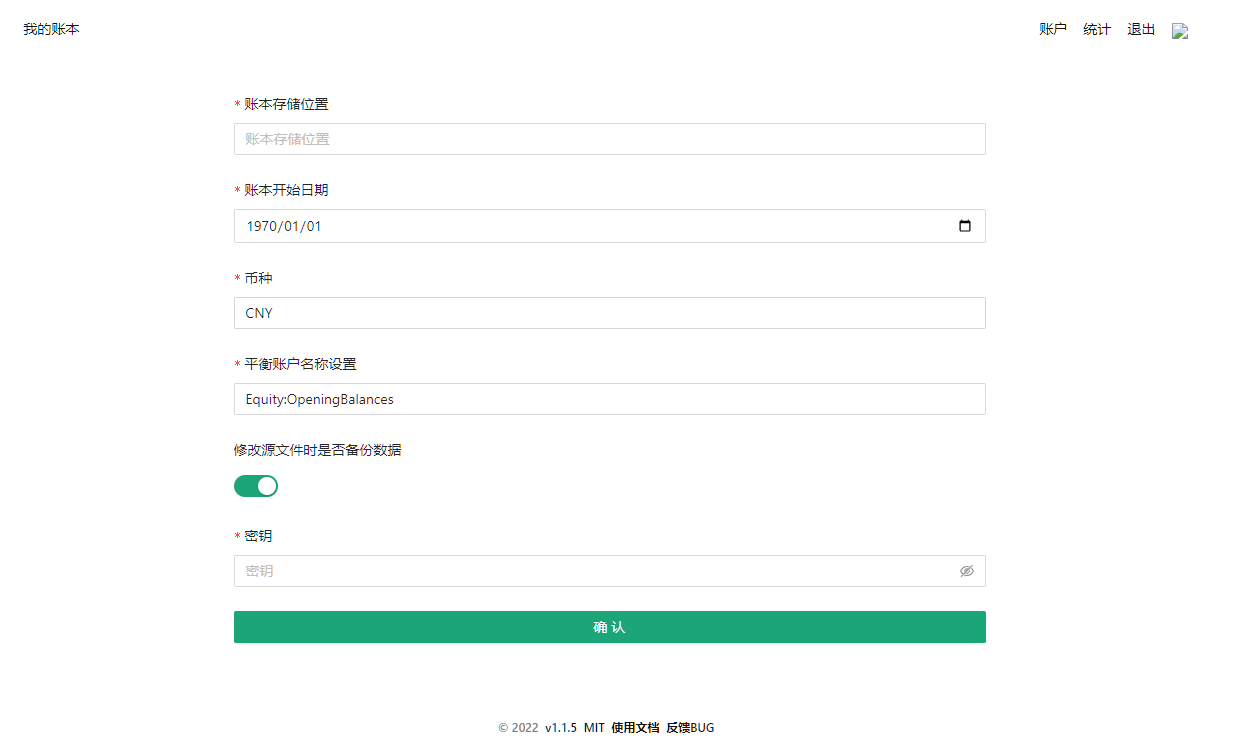 我的账本
账户 统计 退出
* 账本存储位置
账本存储位置
* 账本开始日期
1970/01/01
* 币种
CNY
* 平衡账户名称设置
Equity:OpeningBalances
修改源文件时是否备份数据
* 密钥
密钥
确 认
© 2022 v1.1.5 MIT 使用文档 反馈BUG